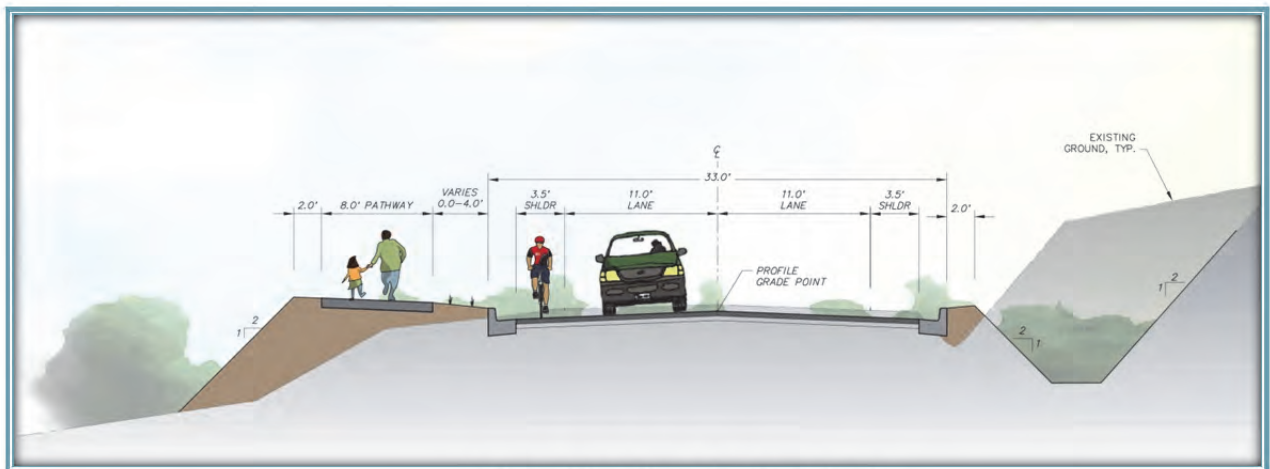 EXISTING
GROUND, TYP.
℄
33.0'
2.0'
8.0' PATHWAY
VARIES
0.0-4.0'
3.5'
SHLDR
11.0'
LANE
11.0'
LANE
3.5'
SHLDR
2.0'
PROFILE
GRADE POINT
2
1
2
1
2
1